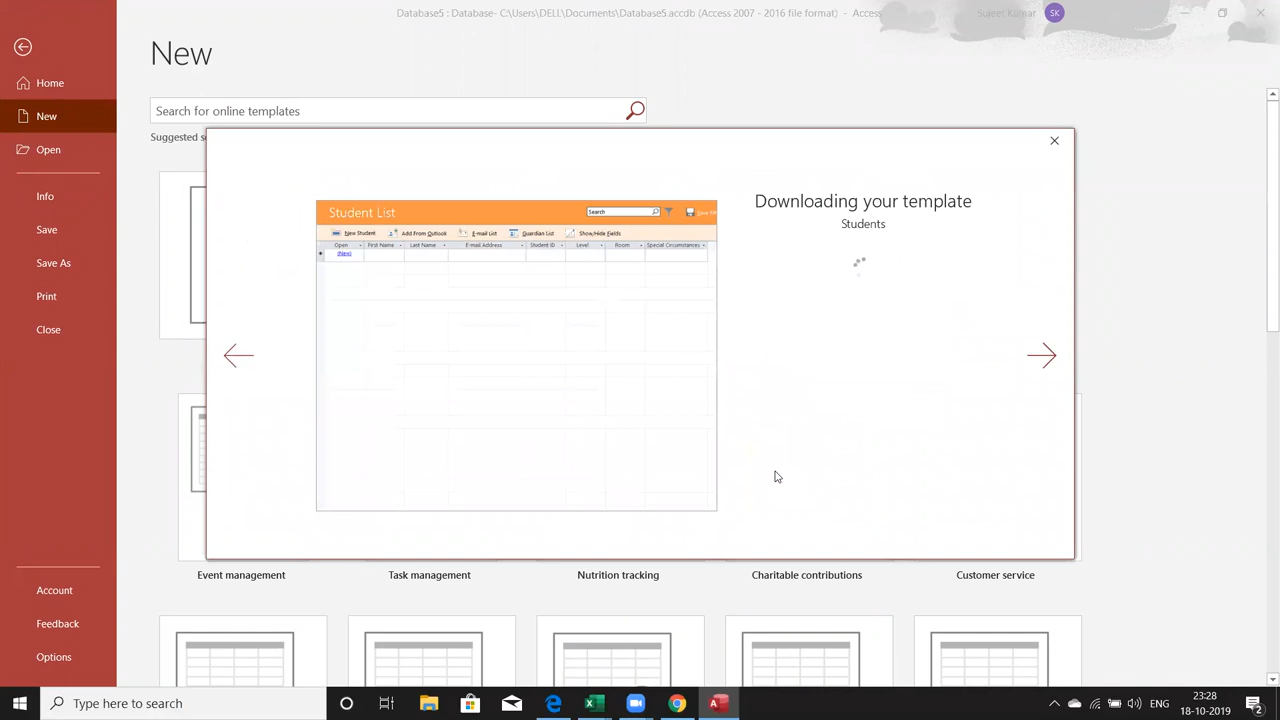 Database5 : Database- C:\Users\DELL\Documents\Database5.accdb (Access 2007 - 2016 file format) - Access
Sujeet Kumar
SK
New
Home
New
Open
Info
Save
Save As
Print
Close
Account
Feedback
Options
Search for online templates
Suggested
Student List
Search
New Student
Add From Outlook
E-mail List
Guardian List
Show/Hide Fields
Open
First Name
Last Name
E-mail Address
Student ID
Level
Room
Special Circumstances
(New)
Downloading your template
Students
Event management
Task management
Nutrition tracking
Charitable contributions
Customer service
Type here to search
ENG
23:28
18-10-2019
2